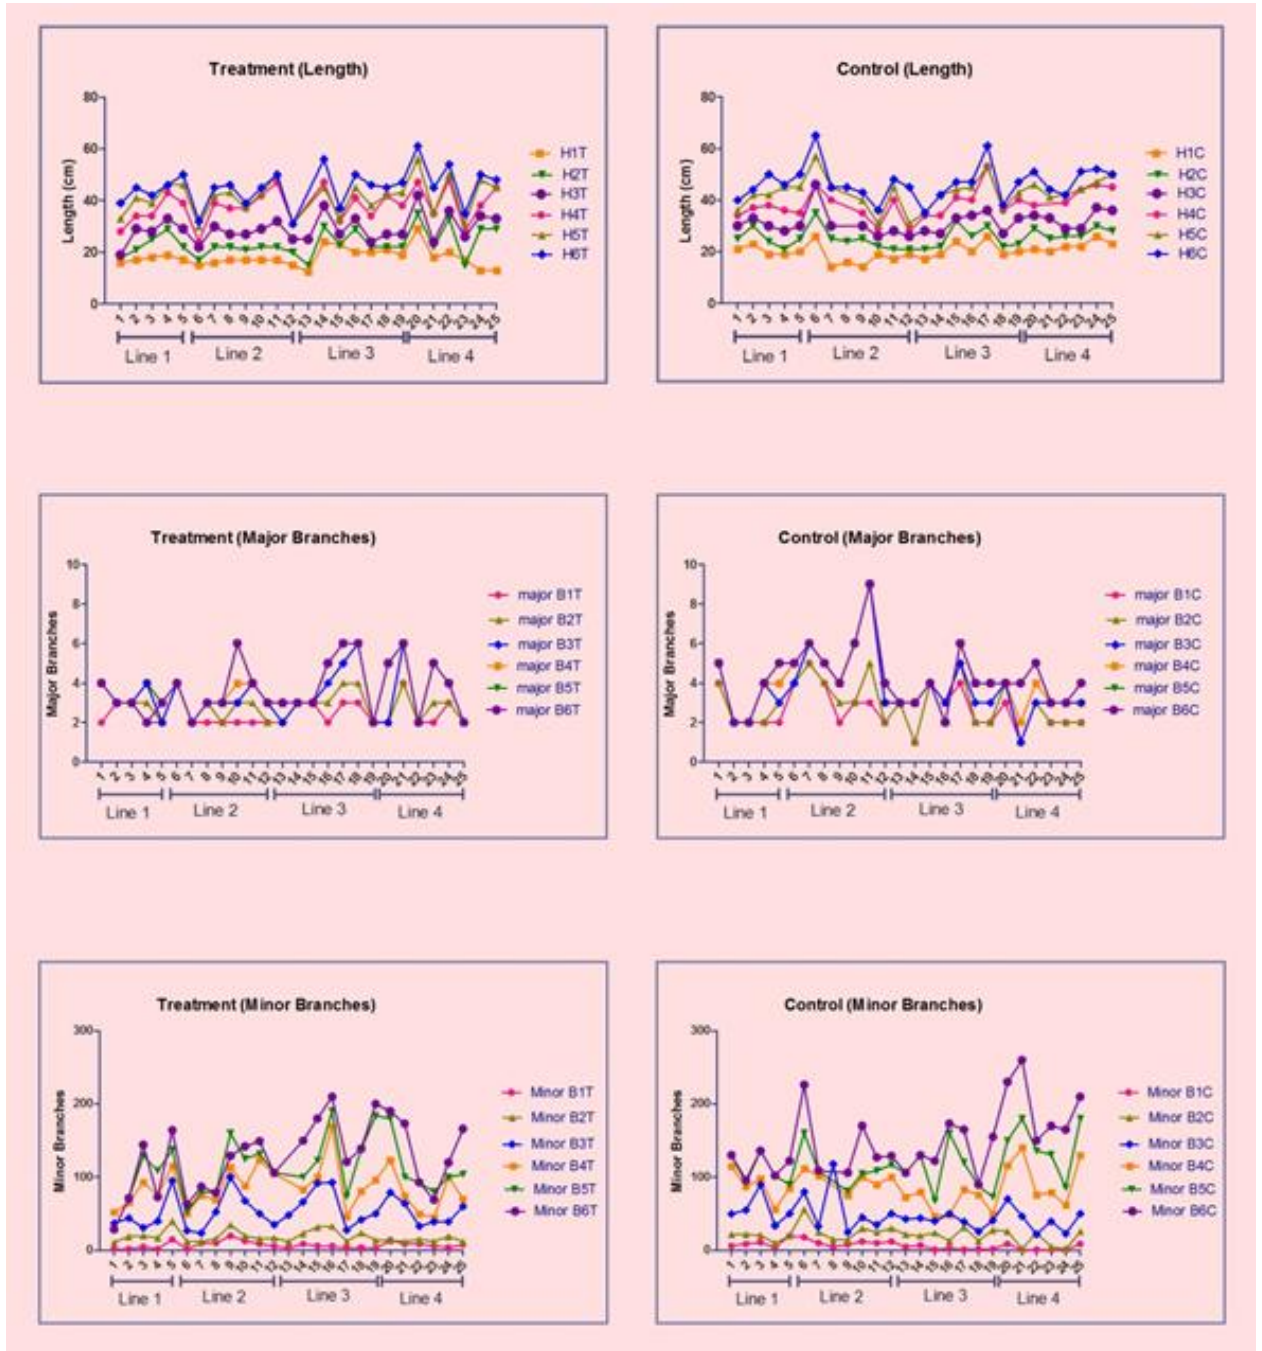 Treatment (Length)
Length (cm)
80
60
40
20
0
1 2 3 4 5 6 7 8 9 10 11 12 13 14 15 16 17 18 19 20 21 22 23 24 25
Line 1 Line 2 Line 3 Line 4
H1T
H2T
H3T
H4T
H5T
H6T
Control (Length)
Length (cm)
80
60
40
20
0
1 2 3 4 5 6 7 8 9 10 11 12 13 14 15 16 17 18 19 20 21 22 23 24 25
Line 1 Line 2 Line 3 Line 4
H1C
H2C
H3C
H4C
H5C
H6C
Treatment (Major Branches)
Major Branches
10
8
6
4
2
0
1 2 3 4 5 6 7 8 9 10 11 12 13 14 15 16 17 18 19 20 21 22 23 24 25
Line 1 Line 2 Line 3 Line 4
major B1T
major B2T
major B3T
major B4T
major B5T
major B6T
Control (Major Branches)
Major Branches
10
8
6
4
2
0
1 2 3 4 5 6 7 8 9 10 11 12 13 14 15 16 17 18 19 20 21 22 23 24 25
Line 1 Line 2 Line 3 Line 4
major B1C
major B2C
major B3C
major B4C
major B5C
major B6C
Treatment (Minor Branches)
Minor Branches
300
200
100
0
1 2 3 4 5 6 7 8 9 10 11 12 13 14 15 16 17 18 19 20 21 22 23 24 25
Line 1 Line 2 Line 3 Line 4
Minor B1T
Minor B2T
Minor B3T
Minor B4T
Minor B5T
Minor B6T
Control (Minor Branches)
Minor Branches
300
200
100
0
1 2 3 4 5 6 7 8 9 10 11 12 13 14 15 16 17 18 19 20 21 22 23 24 25
Line 1 Line 2 Line 3 Line 4
Minor B1C
Minor B2C
Minor B3C
Minor B4C
Minor B5C
Minor B6C